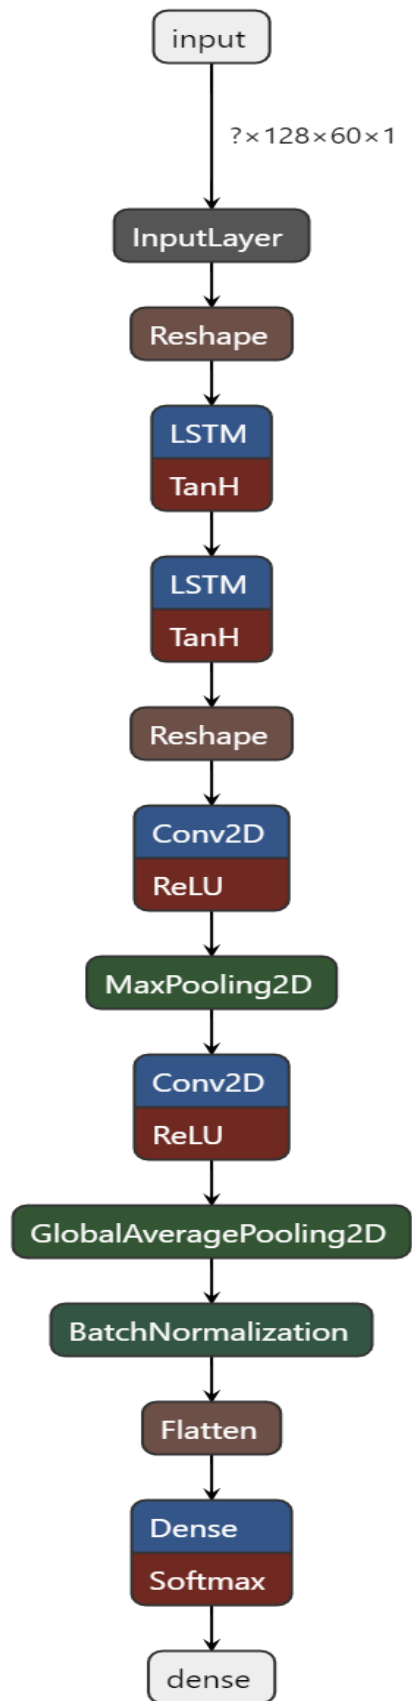 input
?×128×60×1
InputLayer
Reshape
LSTM
TanH
LSTM
TanH
Reshape
Conv2D
ReLU
MaxPooling2D
Conv2D
ReLU
GlobalAveragePooling2D
BatchNormalization
Flatten
Dense
Softmax
dense